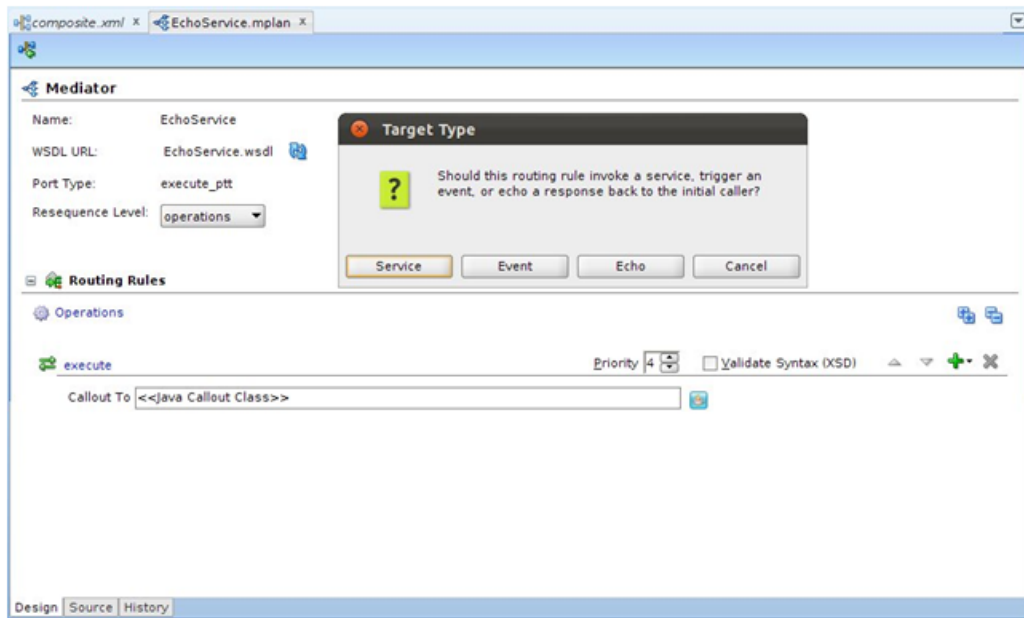 composite.xml x EchoService.mplan x
Mediator
Name: EchoService
WSDL URL: EchoService.wsdl
Port Type: execute_ptt
Resequence Level: operations
Target Type
?
Should this routing rule invoke a service, trigger an
event, or echo a response back to the initial caller?
Service Event Echo Cancel
Routing Rules
Operations
execute Priority 4 Validate Syntax (XSD)
Callout To <<Java Callout Class>>
Design Source History